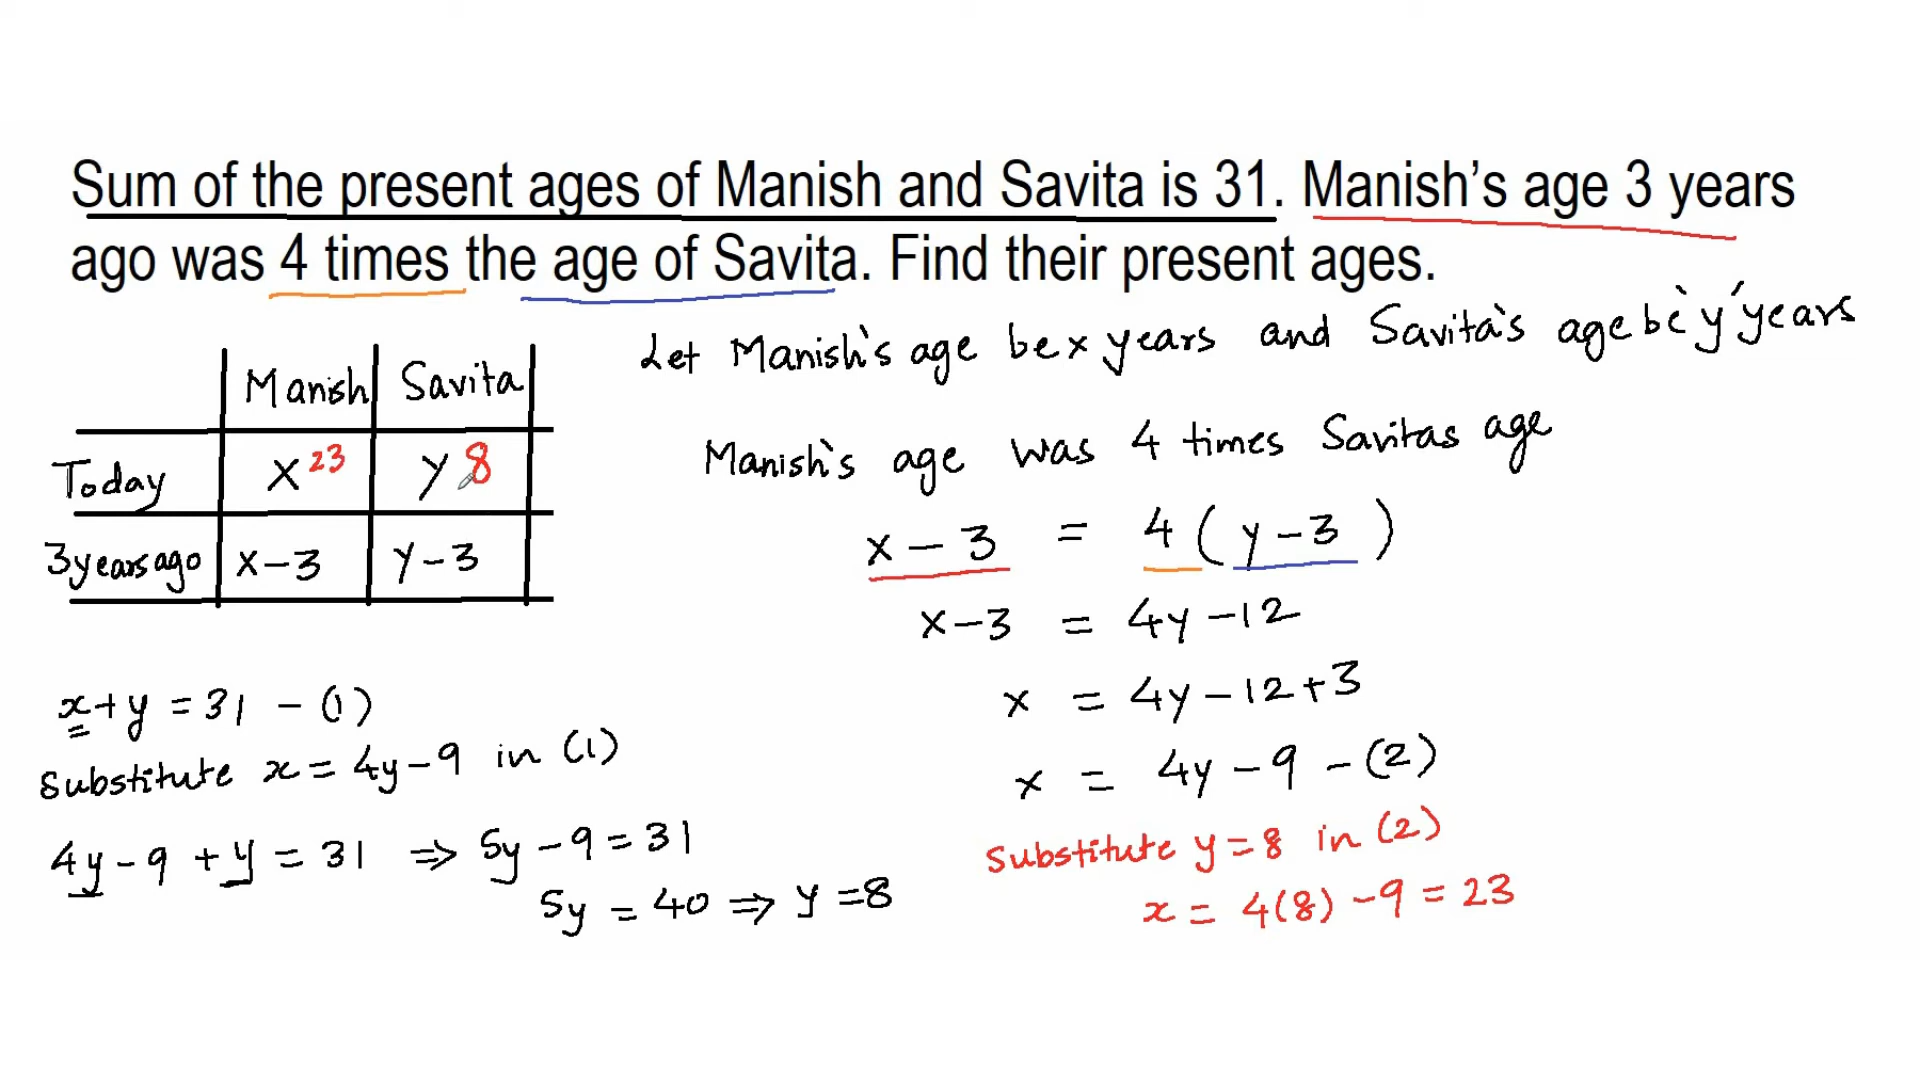 Sum of the present ages of Manish and Savita is 31. Manish's age 3 years
ago was 4 times the age of Savita. Find their present ages.
Let Manish's age be x years and Savita's age be 'y' years
Manish Savita
Today x 23 y 8
3 years ago x-3 y-3
Manish's age was 4 times Savitas age
x - 3 = 4 ( y - 3 )
x - 3 = 4y - 12
x = 4y - 12 + 3
x = 4y - 9 - (2)
Substitute y = 8 in (2)
x = 4(8) - 9 = 23
x + y = 31 - (1)
Substitute x = 4y - 9 in (1)
4y - 9 + y = 31 ⇒ 5y - 9 = 31
5y = 40 ⇒ y = 8